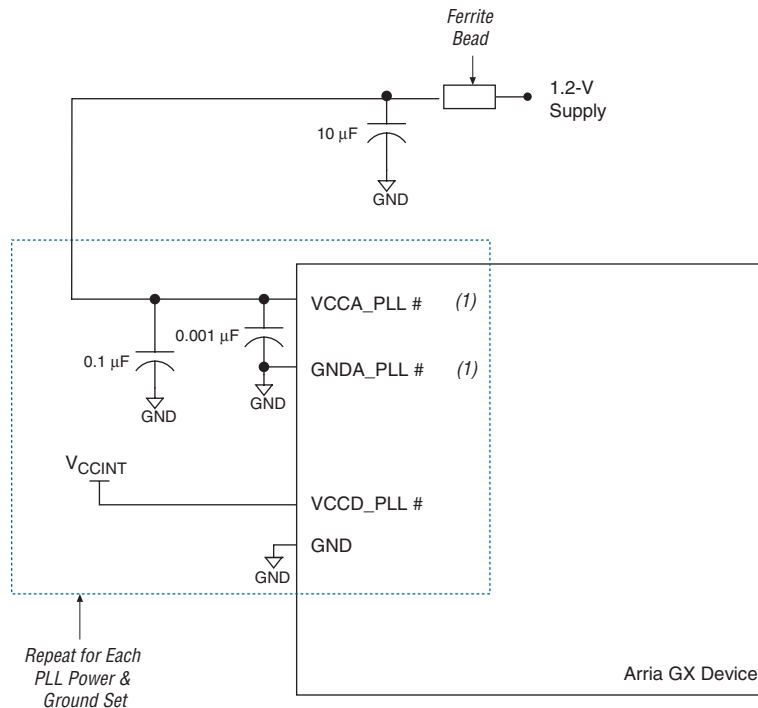 Ferrite
Bead
1.2-V
Supply
10 μF
GND
VCCA_PLL # (1)
0.001 μF
0.1 μF
GNDA_PLL # (1)
GND
GND
VCCINT
VCCD_PLL #
GND
GND
Repeat for Each
PLL Power &
Ground Set
Arria GX Device